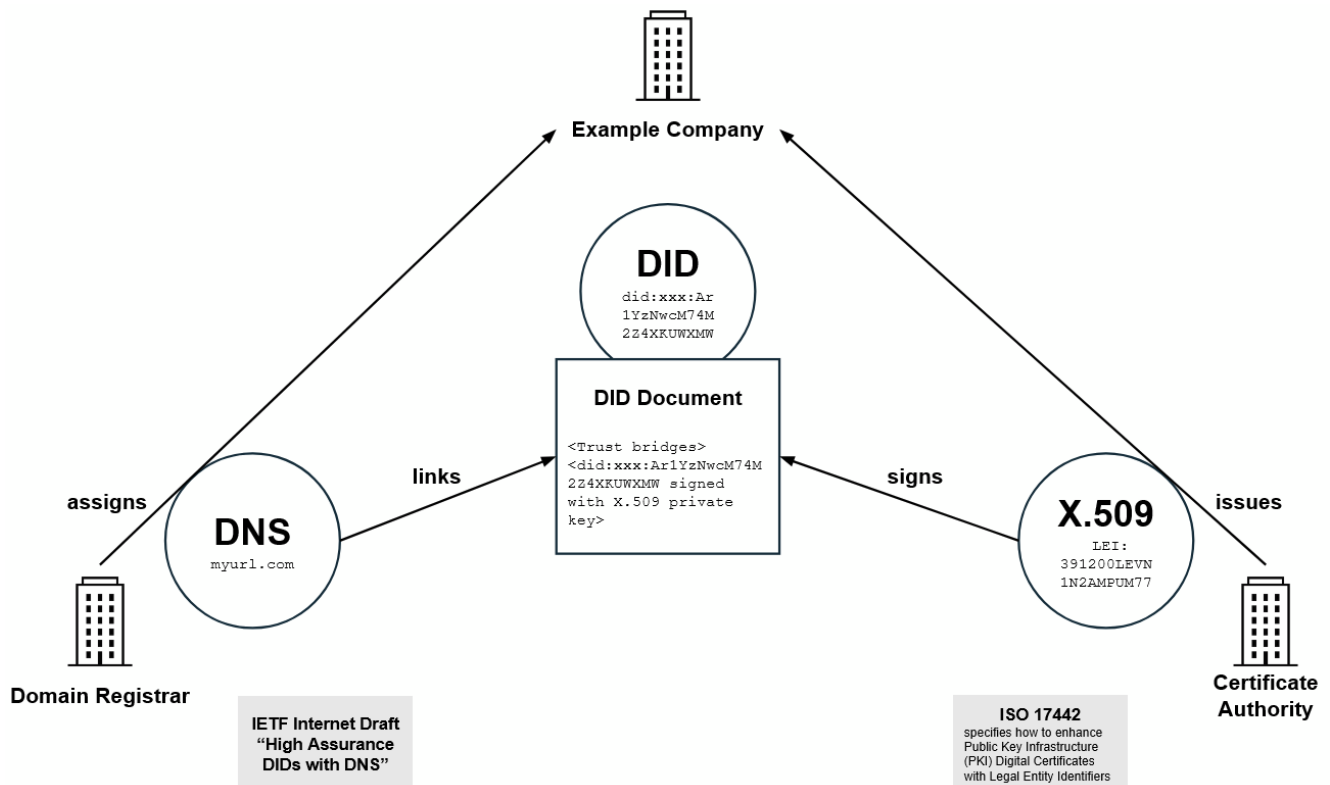 Example Company
DID
did:xxx:Ar
1YzNwcM74M
2Z4XKUWXMW
DID Document
<Trust bridges>
<did:xxx:Ar1YzNwcM74M
2Z4XKUWXMW signed
with X.509 private
key>
assigns
links
signs
issues
DNS
myurl.com
X.509
LEI:
391200LEVN
1N2AMPUM77
Domain Registrar
Certificate
Authority
IETF Internet Draft
“High Assurance
DIDs with DNS”
ISO 17442
specifies how to enhance
Public Key Infrastructure
(PKI) Digital Certificates
with Legal Entity Identifiers